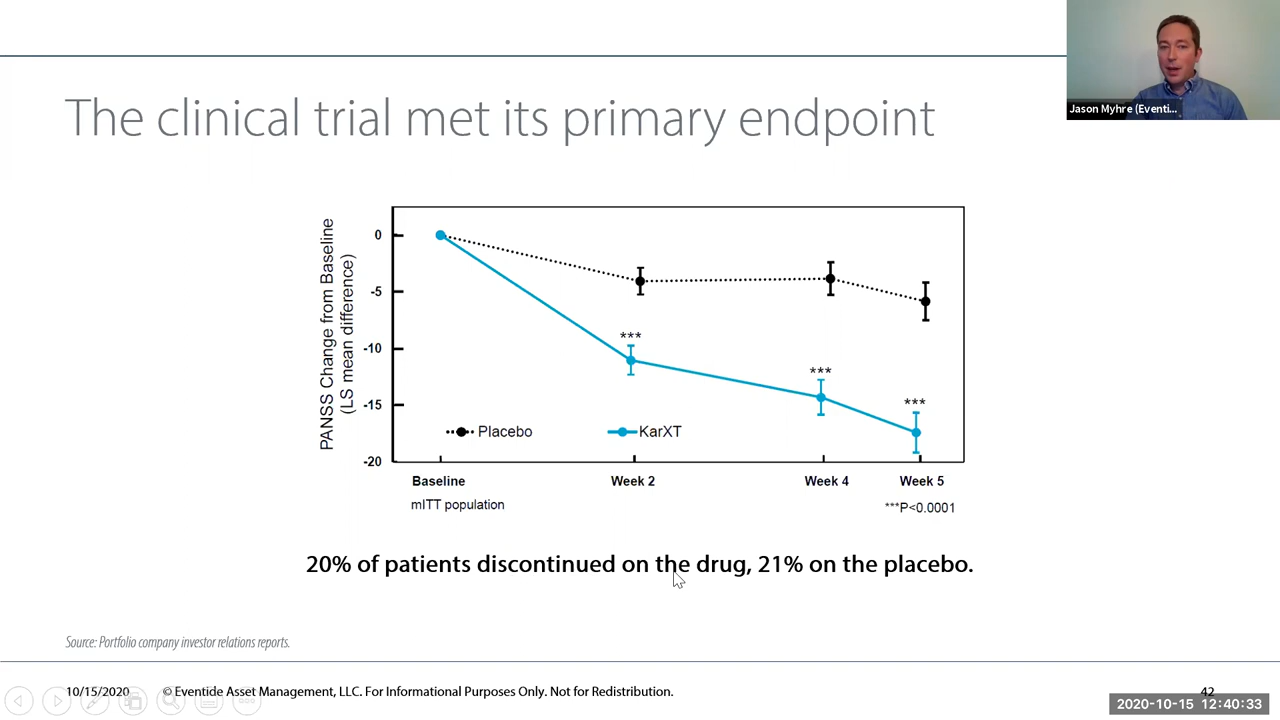 Jason Myhre (Eventi...
The clinical trial met its primary endpoint
PANSS Change from Baseline
(LS mean difference)
0
-5
-10
-15
-20
***
***
***
Placebo
KarXT
Baseline
Week 2
Week 4
Week 5
mITT population
***P<0.0001
20% of patients discontinued on the drug, 21% on the placebo.
Source: Portfolio company investor relations reports.
10/15/2020
© Eventide Asset Management, LLC. For Informational Purposes Only. Not for Redistribution.
42
2020-10-15 12:40:33